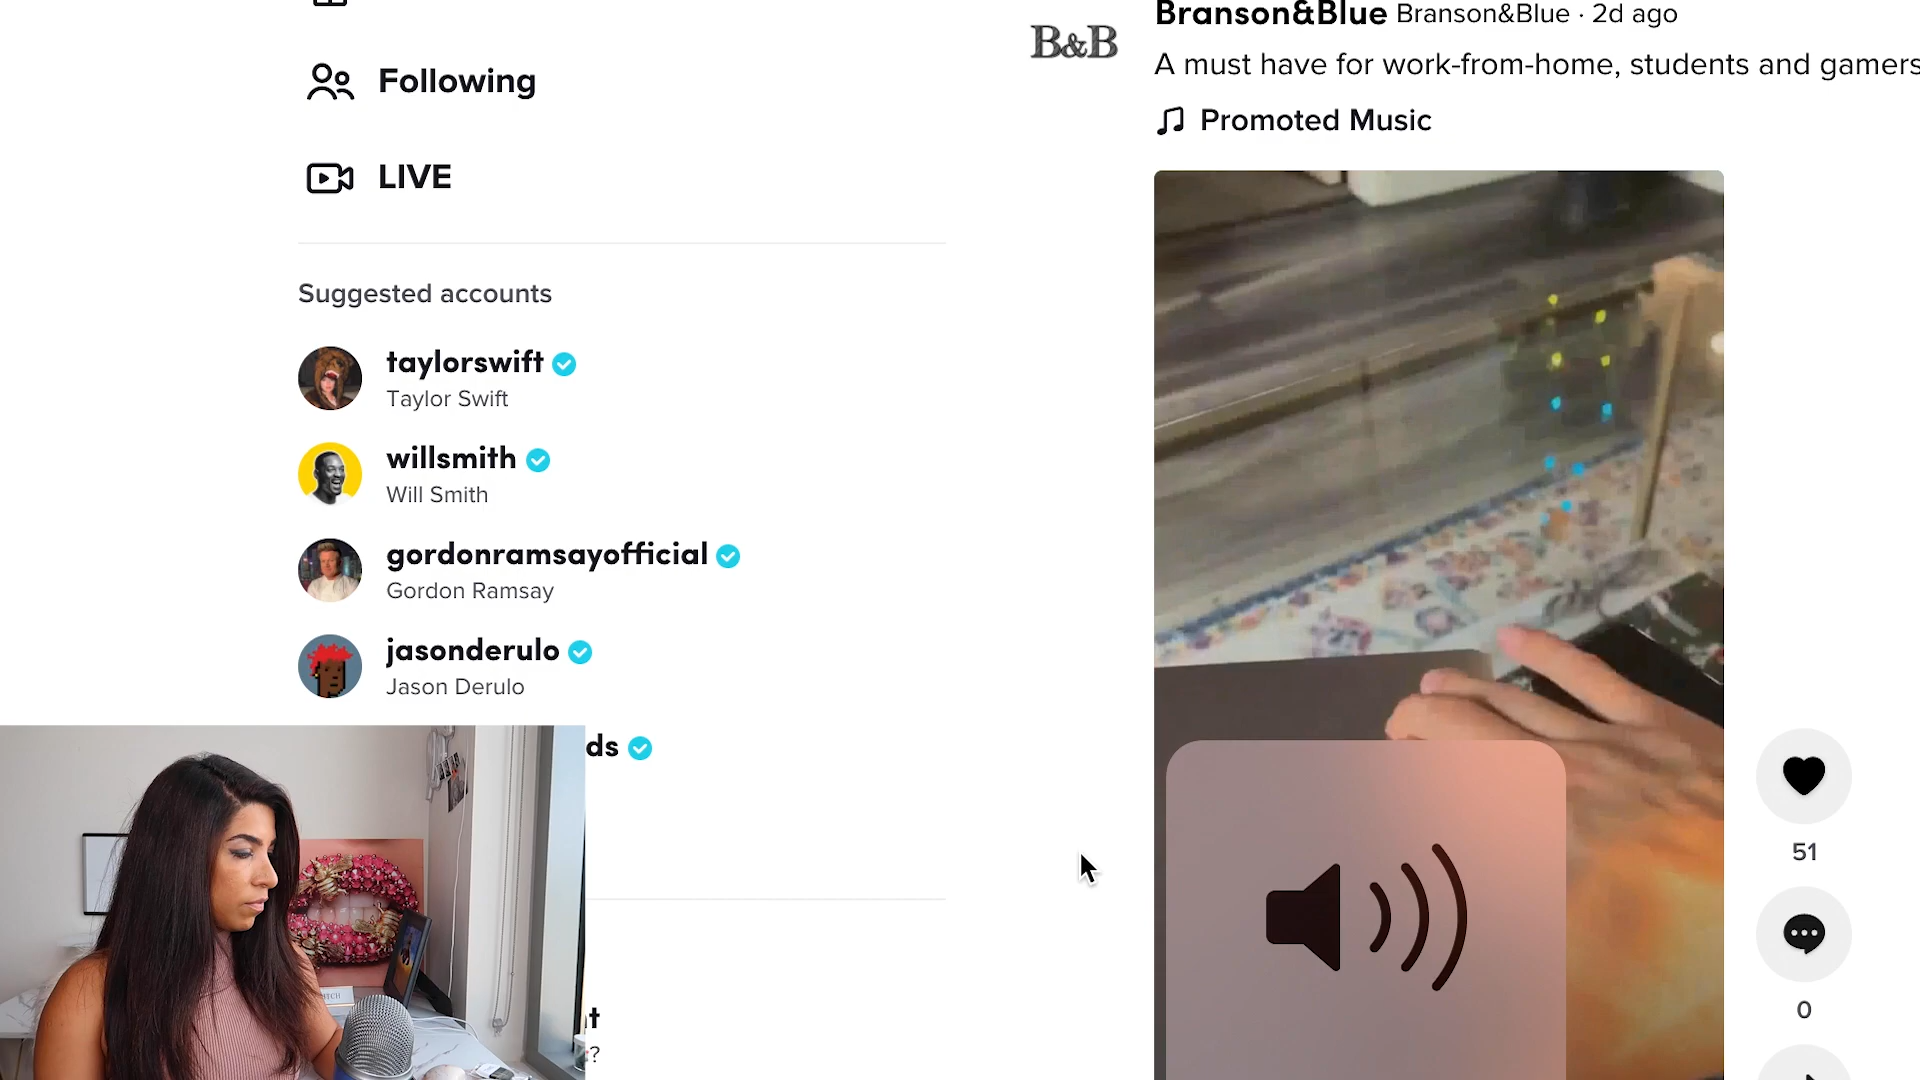 Following
LIVE
Suggested accounts
taylorswift
Taylor Swift
willsmith
Will Smith
gordonramsayofficial
Gordon Ramsay
jasonderulo
Jason Derulo
ds
B&B
Branson&Blue Branson&Blue · 2d ago
A must have for work-from-home, students and gamers
Promoted Music
51
0